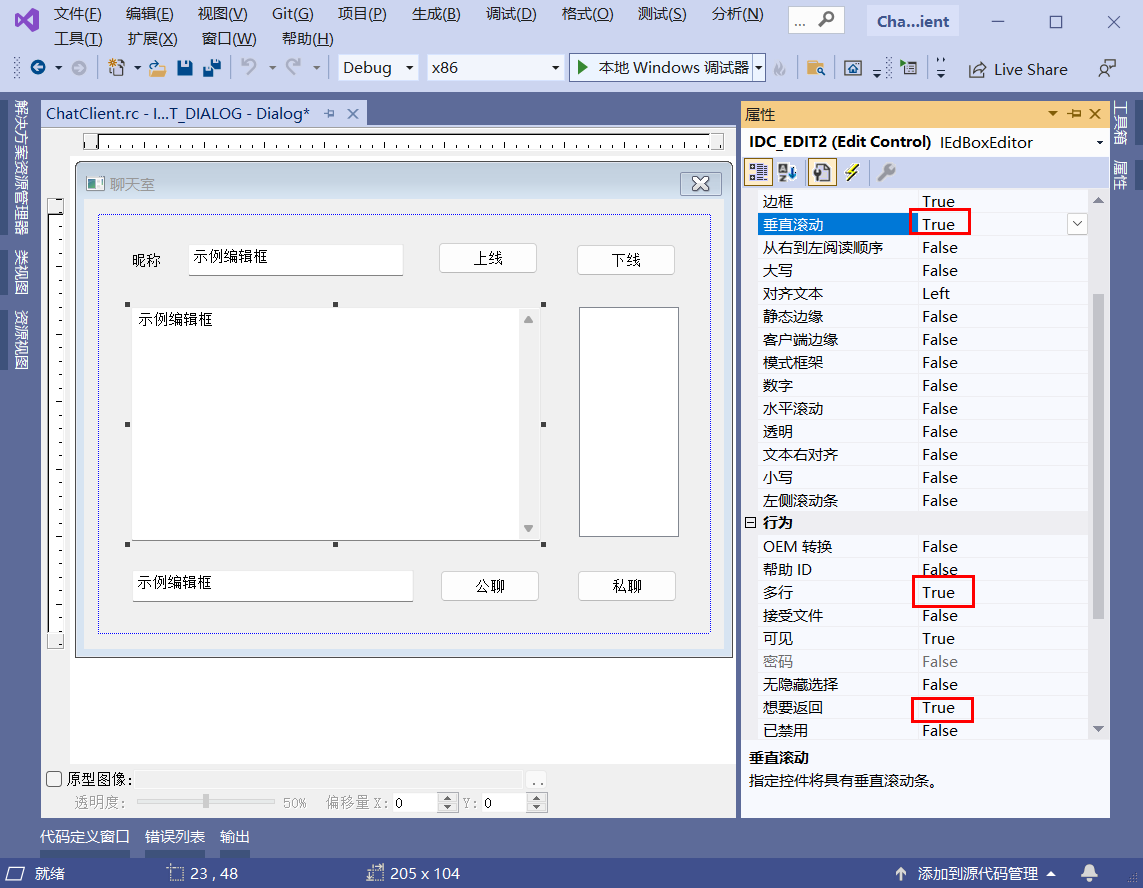 文件(F) 编辑(E) 视图(V) Git(G) 项目(P) 生成(B) 调试(D) 格式(O) 测试(S) 分析(N)
工具(T) 扩展(X) 窗口(W) 帮助(H)
... Cha...ient
Debug x86 本地 Windows 调试器 Live Share
解决方案资源管理器
类视图
资源视图
ChatClient.rc - I...T_DIALOG - Dialog*
聊天室
昵称 示例编辑框 上线 下线
示例编辑框
示例编辑框 公聊 私聊
原型图像: ..
透明度: 50% 偏移量 X: 0 Y: 0
属性
IDC_EDIT2 (Edit Control) IEdBoxEditor
边框 True
垂直滚动 True
从右到左阅读顺序 False
大写 False
对齐文本 Left
静态边缘 False
客户端边缘 False
模式框架 False
数字 False
水平滚动 False
透明 False
文本右对齐 False
小写 False
左侧滚动条 False
行为
OEM 转换 False
帮助 ID False
多行 True
接受文件 False
可见 True
密码 False
无隐藏选择 False
想要返回 True
已禁用 False
垂直滚动
指定控件将具有垂直滚动条。
工具箱
属性
代码定义窗口 错误列表 输出
就绪 23 , 48 205 x 104 添加到源代码管理